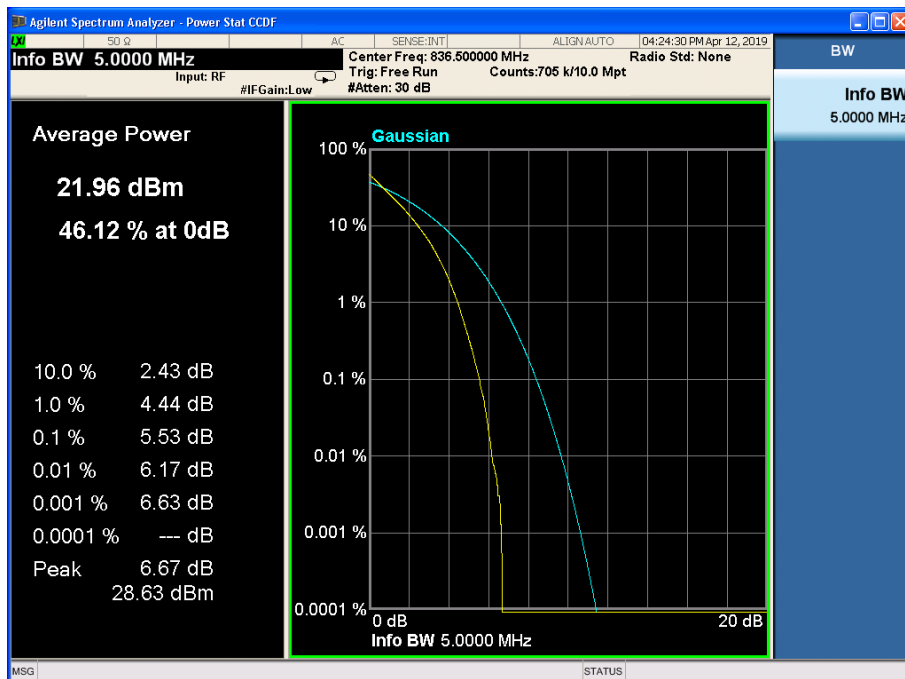 Agilent Spectrum Analyzer - Power Stat CCDF
LXI 50 Ω AC SENSE:INT ALIGN AUTO 04:24:30 PM Apr 12, 2019
Info BW 5.0000 MHz
Center Freq: 836.500000 MHz Radio Std: None
Input: RF Trig: Free Run Counts:705 k/10.0 Mpt
#IFGain:Low #Atten: 30 dB
BW
Info BW
5.0000 MHz
Average Power
21.96 dBm
46.12 % at 0dB
10.0 % 2.43 dB
1.0 % 4.44 dB
0.1 % 5.53 dB
0.01 % 6.17 dB
0.001 % 6.63 dB
0.0001 % --- dB
Peak 6.67 dB
28.63 dBm
Gaussian
100 %
10 %
1 %
0.1 %
0.01 %
0.001 %
0.0001 %
0 dB 20 dB
Info BW 5.0000 MHz
MSG STATUS